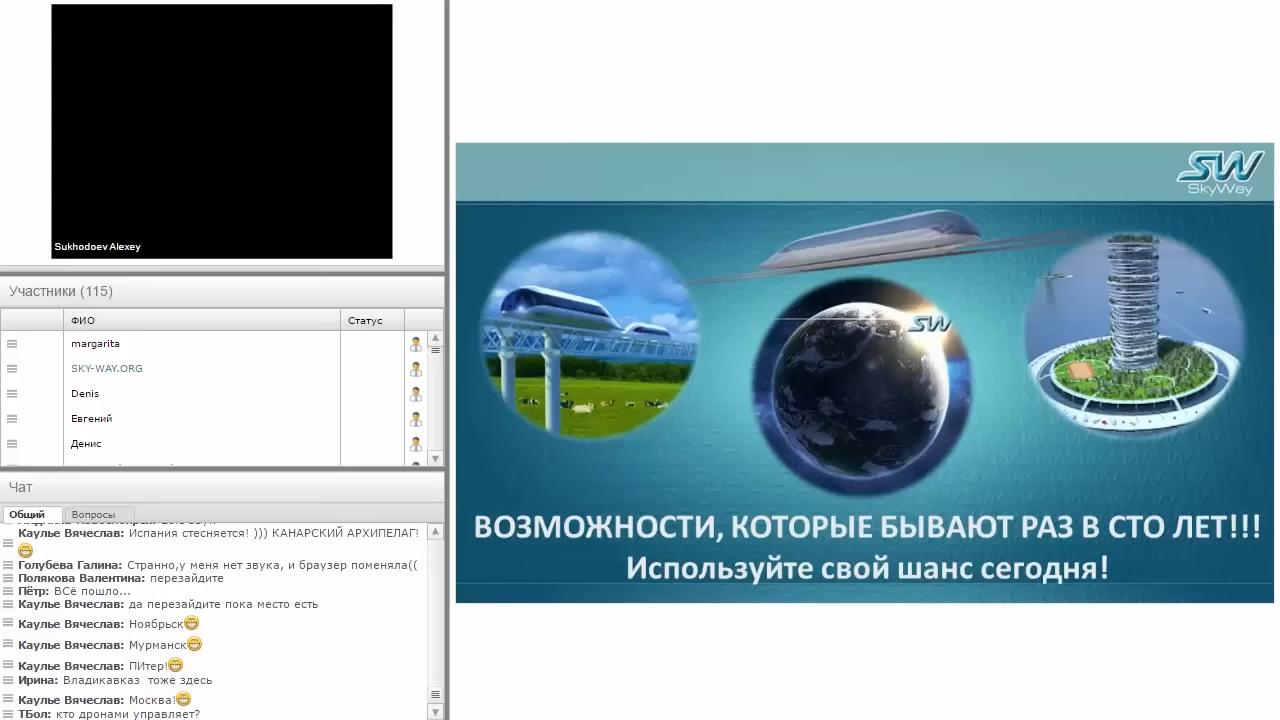 Sukhodoev Alexey
Участники (115)
ФИО
Статус
margarita
SKY-WAY.ORG
Denis
Евгений
Денис
Чат
Общий
Вопросы
Каулье Вячеслав: Испания стесняется! ))) КАНАРСКИЙ АРХИПЕЛАГ!
Голубева Галина: Странно,у меня нет звука, и браузер поменяла((
Полякова Валентина: перезайдите
Пётр: ВСё пошло...
Каулье Вячеслав: да перезайдите пока место есть
Каулье Вячеслав: Ноябрьск
Каулье Вячеслав: Мурманск
Каулье Вячеслав: ПИтер!
Ирина: Владикавказ тоже здесь
Каулье Вячеслав: Москва!
ТБол: кто дронами управляет?
SW
SkyWay
SW
ВОЗМОЖНОСТИ, КОТОРЫЕ БЫВАЮТ РАЗ В СТО ЛЕТ!!!
Используйте свой шанс сегодня!